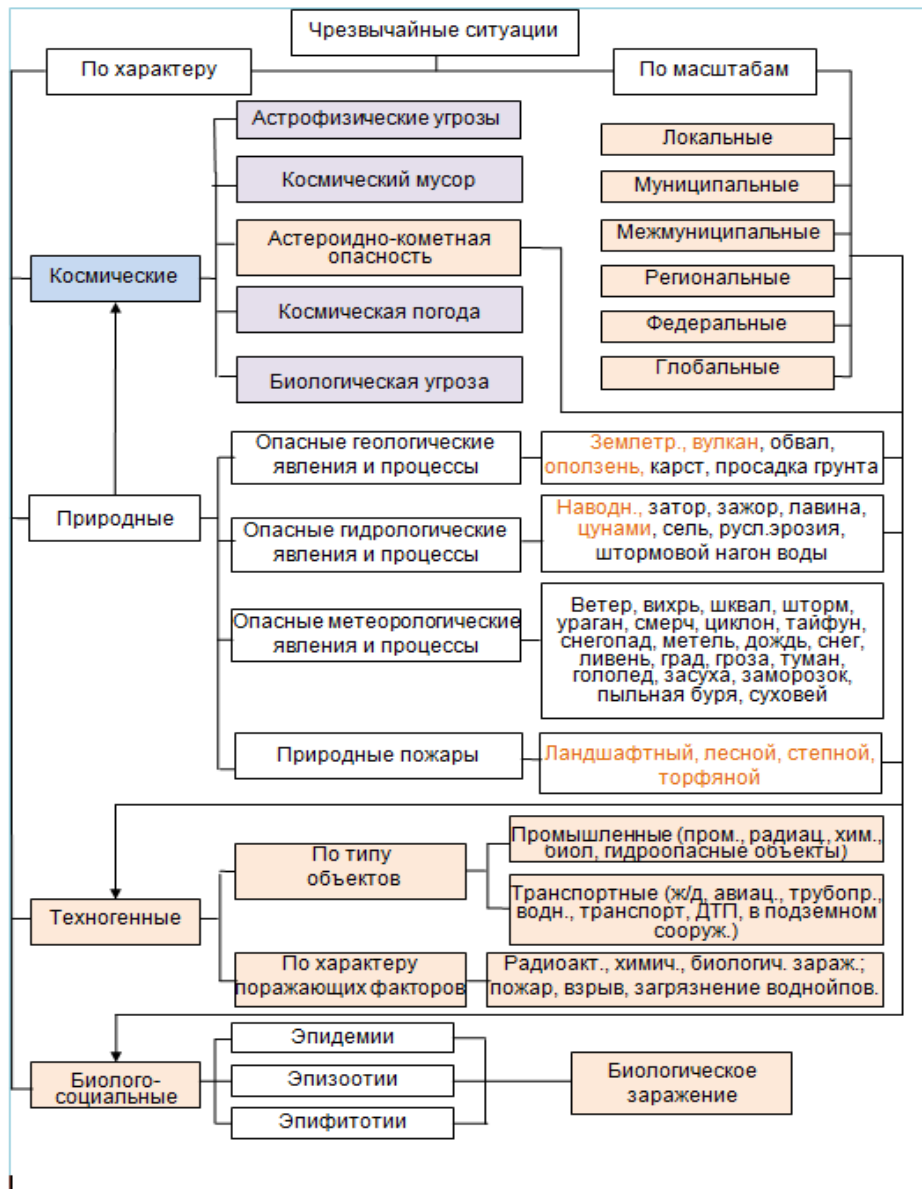 Чрезвычайные ситуации
По характеру
По масштабам
Астрофизические угрозы
Космический мусор
Астероидно-кометная
опасность
Космические
Космическая погода
Биологическая угроза
Локальные
Муниципальные
Межмуниципальные
Региональные
Федеральные
Глобальные
Природные
Опасные геологические
явления и процессы
Землетр., вулкан, обвал,
оползень, карст, просадка грунта
Опасные гидрологические
явления и процессы
Наводн., затор, зажор, лавина,
цунами, сель, русл.эрозия,
штормовой нагон воды
Опасные метеорологические
явления и процессы
Ветер, вихрь, шквал, шторм,
ураган, смерч, циклон, тайфун,
снегопад, метель, дождь, снег,
ливень, град, гроза, туман,
гололед, засуха, заморозок,
пыльная буря, суховей
Природные пожары
Ландшафтный, лесной, степной,
торфяной
Техногенные
По типу
объектов
Промышленные (пром., радиац., хим.,
биол, гидроопасные объекты)
Транспортные (ж/д, авиац., трубопр.,
водн., транспорт, ДТП, в подземном
сооруж.)
По характеру
поражающих факторов
Радиоакт., химич., биологич. зараж.;
пожар, взрыв, загрязнение воднойпов.
Биолого-
социальные
Эпидемии
Эпизоотии
Эпифитотии
Биологическое
заражение